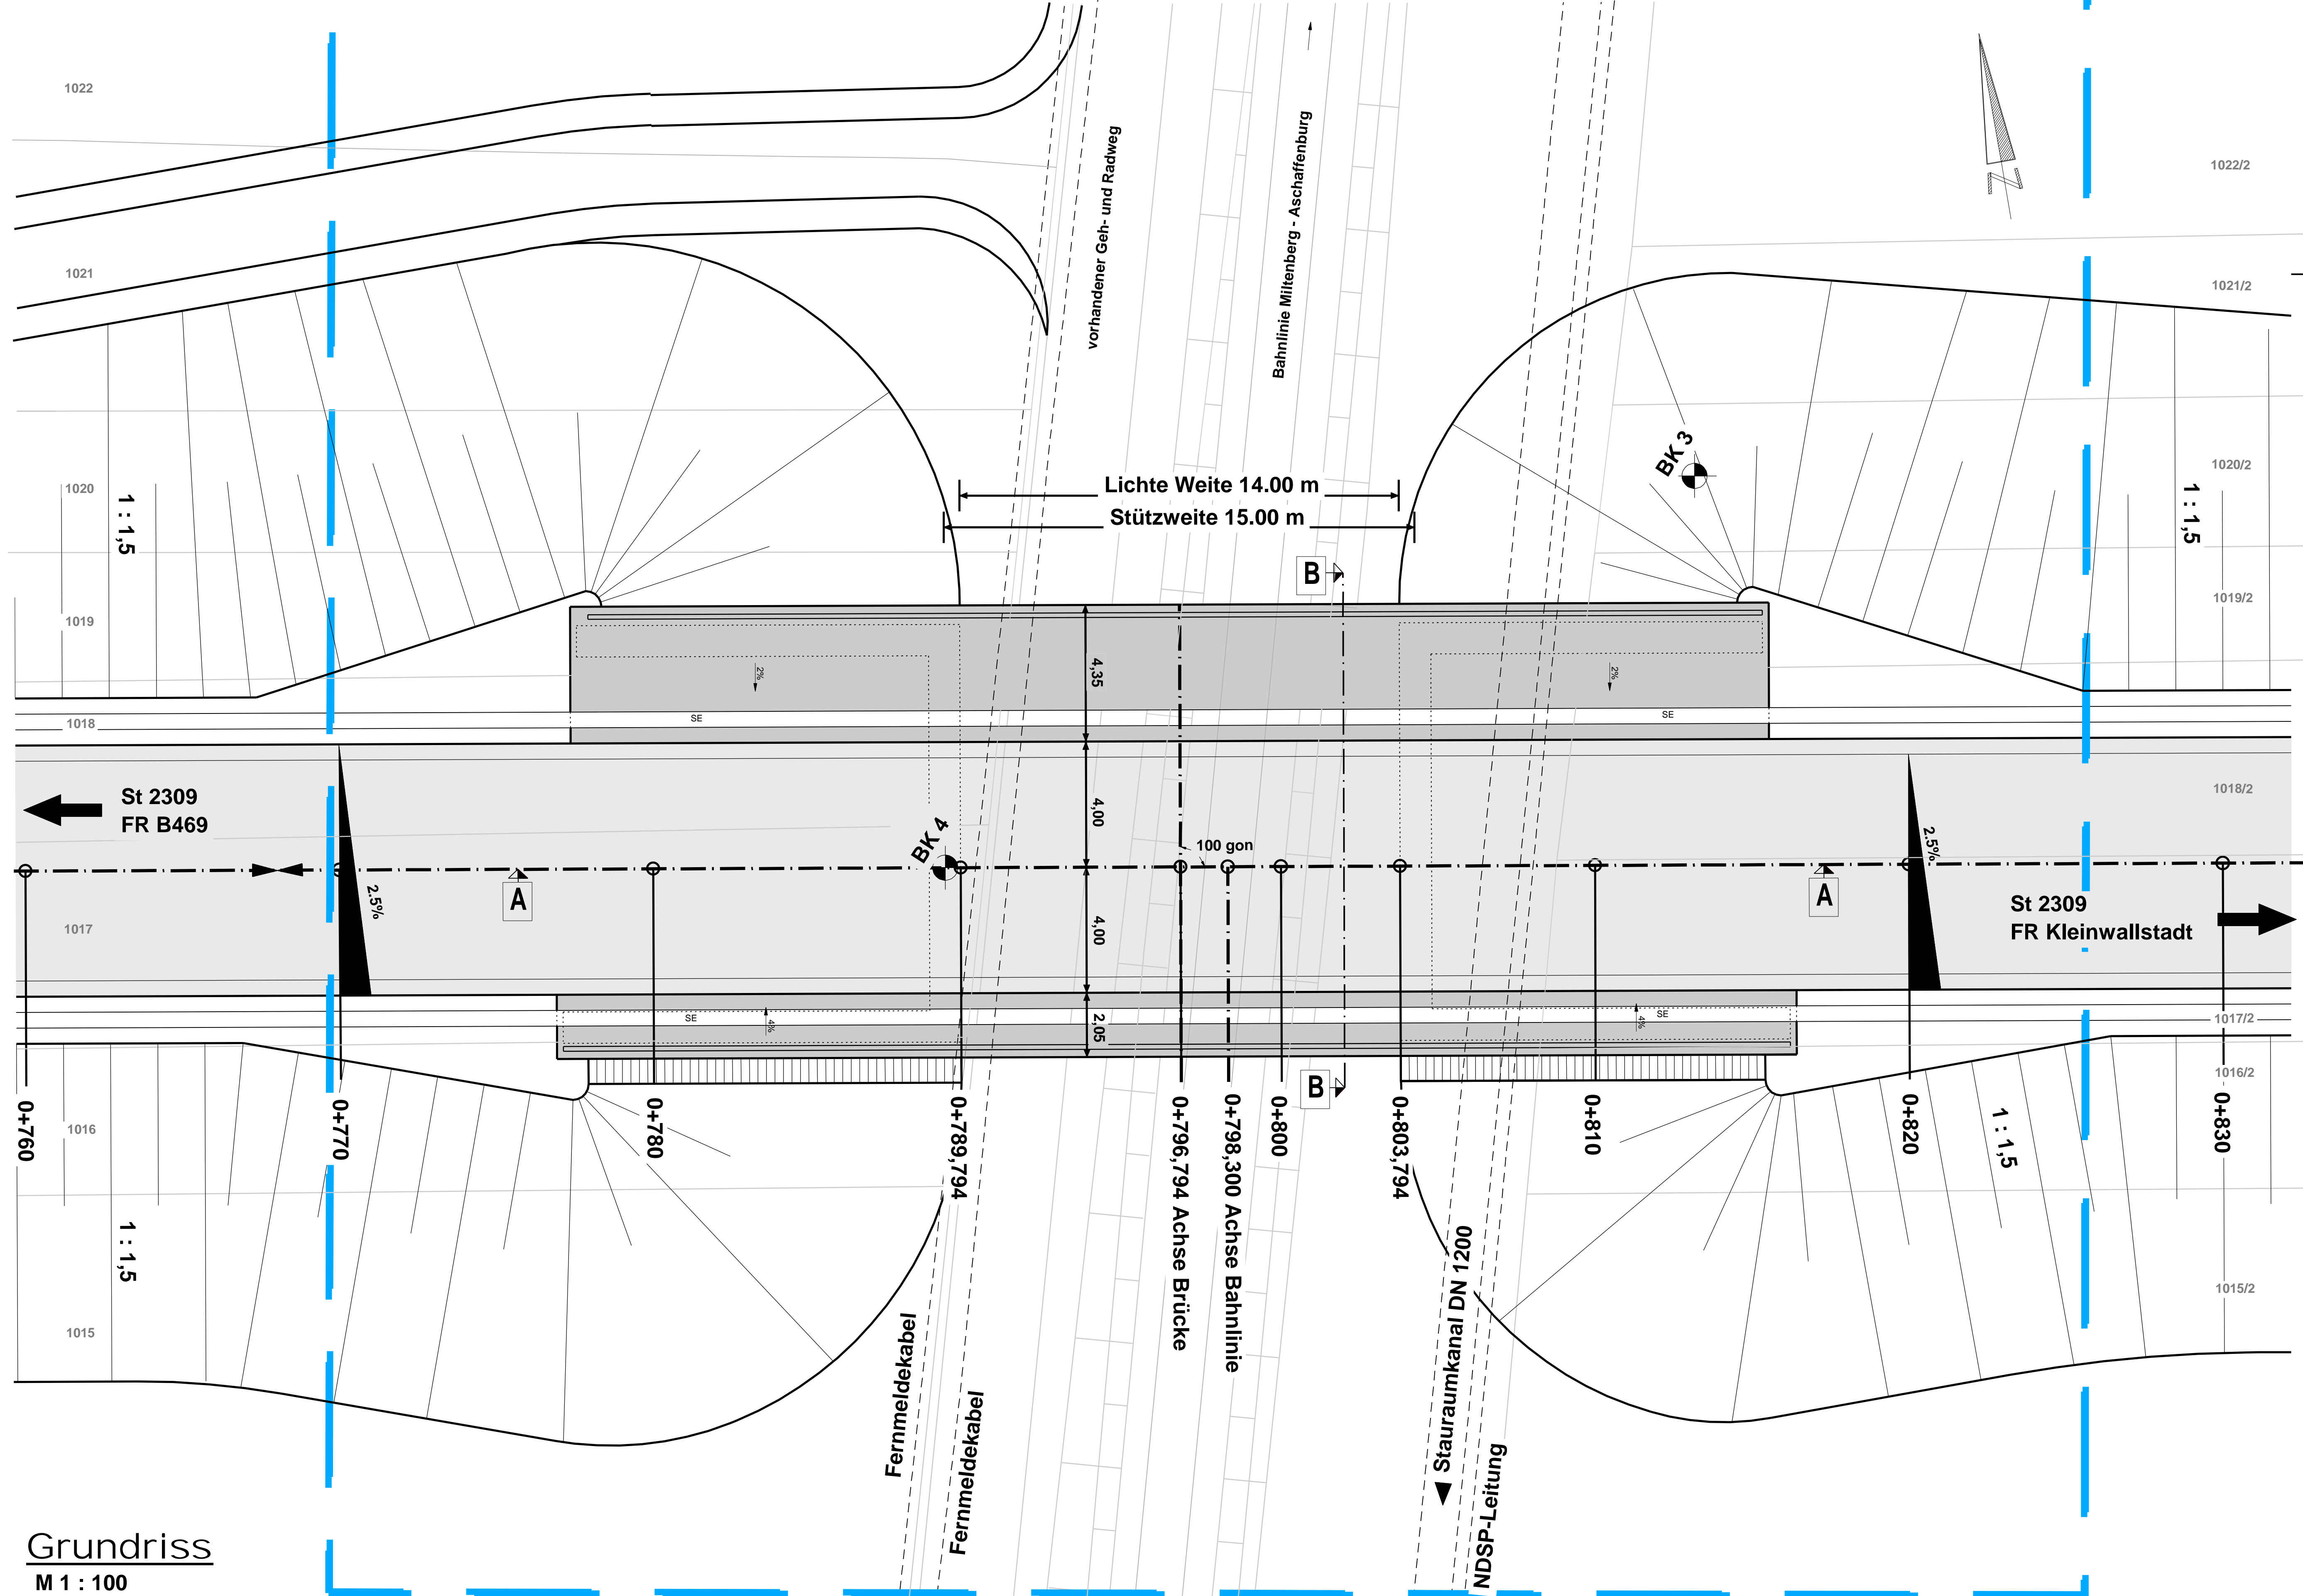 1022
1021
1020
1019
1018
1017
1016
1015
1022/2
1021/2
1020/2
1019/2
1018/2
1017/2
1016/2
1015/2
N
vorhandener Geh- und Radweg
Bahnlinie Miltenberg - Aschaffenburg
BK 3
Lichte Weite 14.00 m
Stützweite 15.00 m
1 : 1,5
1 : 1,5
B
4,35
2%
2%
SE
SE
St 2309
FR B469
4,00
BK 4
100 gon
2.5%
2.5%
A
A
4,00
St 2309
FR Kleinwallstadt
2,05
SE
4%
SE
4%
B
0+760
0+770
0+780
0+789,794
0+796,794 Achse Brücke
0+798,300 Achse Bahnlinie
0+800
0+803,794
0+810
0+820
0+830
1 : 1,5
1 : 1,5
Fernmeldekabel
Fernmeldekabel
Stauraumkanal DN 1200
NDSP-Leitung
Grundriss
M 1 : 100